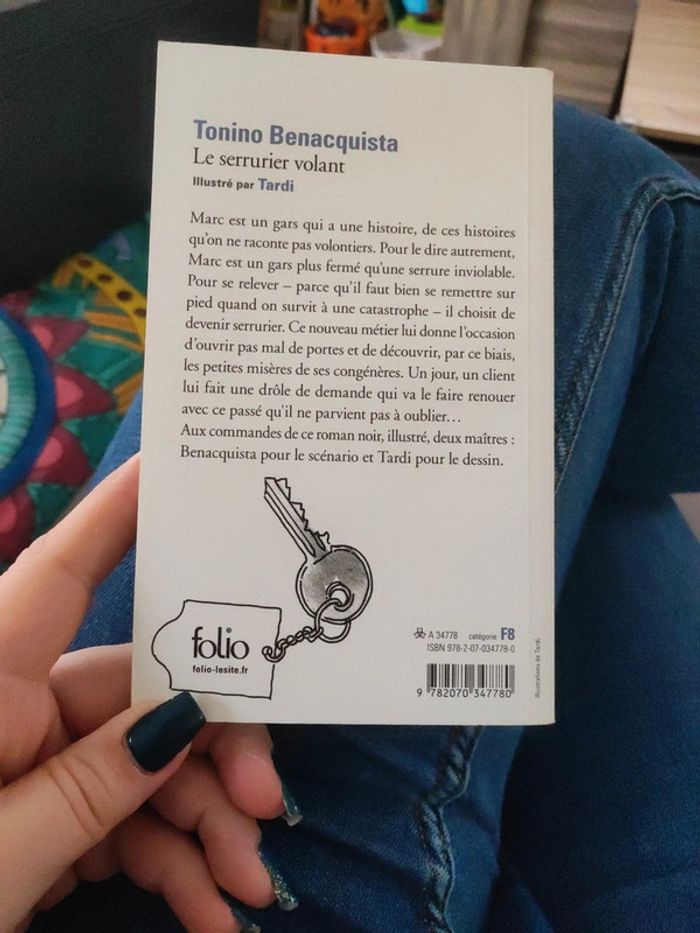 Tonino Benacquista
Le serrurier volant
Illustré par Tardi
Marc est un gars qui a une histoire, de ces histoires
qu'on ne raconte pas volontiers. Pour le dire autrement,
Marc est un gars plus fermé qu'une serrure inviolable.
Pour se relever – parce qu'il faut bien se remettre sur
pied quand on survit à une catastrophe – il choisit de
devenir serrurier. Ce nouveau métier lui donne l'occasion
d'ouvrir pas mal de portes et de découvrir, par ce biais,
les petites misères de ses congénères. Un jour, un client
lui fait une drôle de demande qui va le faire renouer
avec ce passé qu'il ne parvient pas à oublier…
Aux commandes de ce roman noir, illustré, deux maîtres :
Benacquista pour le scénario et Tardi pour le dessin.
folio
folio-lesite.fr
A 34778 catégorie F8
ISBN 978-2-07-034778-0
9 782070 347780
Illustrations de Tardi.